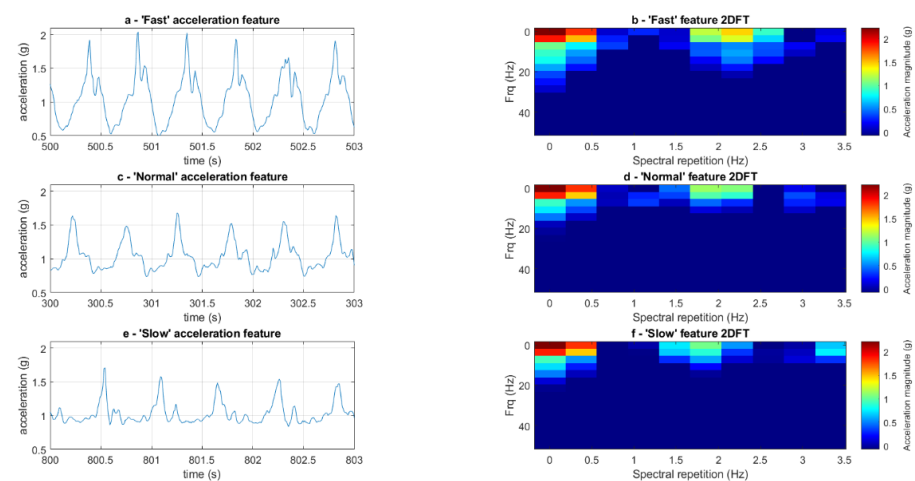 a - 'Fast' acceleration feature
2
1.5
1
0.5
acceleration (g)
500 500.5 501 501.5 502 502.5 503
time (s)
b - 'Fast' feature 2DFT
0
20
40
Frq (Hz)
0 0.5 1 1.5 2 2.5 3 3.5
Spectral repetition (Hz)
2
1.5
1
0.5
0
Acceleration magnitude (g)
c - 'Normal' acceleration feature
2
1.5
1
0.5
acceleration (g)
300 300.5 301 301.5 302 302.5 303
time (s)
d - 'Normal' feature 2DFT
0
20
40
Frq (Hz)
0 0.5 1 1.5 2 2.5 3 3.5
Spectral repetition (Hz)
2
1.5
1
0.5
0
Acceleration magnitude (g)
e - 'Slow' acceleration feature
2
1.5
1
0.5
acceleration (g)
800 800.5 801 801.5 802 802.5 803
time (s)
f - 'Slow' feature 2DFT
0
20
40
Frq (Hz)
0 0.5 1 1.5 2 2.5 3 3.5
Spectral repetition (Hz)
2
1.5
1
0.5
0
Acceleration magnitude (g)